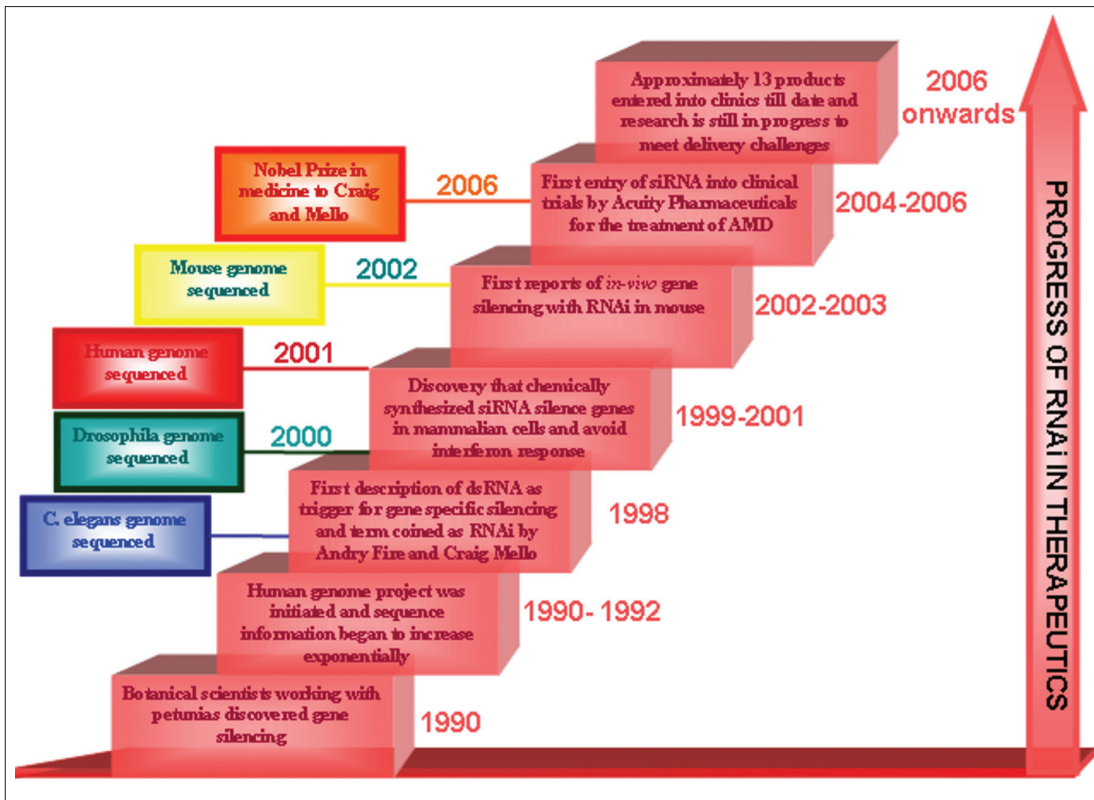 Approximately 13 products
entered into clinics till date and
research is still in progress to
meet delivery challenges
2006
onwards
Nobel Prize in
medicine to Craig
and Mello
2006
First entry of siRNA into clinical
trials by Acuity Pharmaceuticals
for the treatment of AMD
2004-2006
Mouse genome
sequenced
2002
First reports of in-vivo gene
silencing with RNAi in mouse
2002-2003
Human genome
sequenced
2001
Discovery that chemically
synthesized siRNA silence genes
in mammalian cells and avoid
interferon response
1999-2001
Drosophila genome
sequenced
2000
First description of dsRNA as
trigger for gene specific silencing
and term coined as RNAi by
Andry Fire and Craig Mello
1998
C. elegans genome
sequenced
Human genome project was
initiated and sequence
information began to increase
exponentially
1990- 1992
Botanical scientists working with
petunias discovered gene
silencing
1990
PROGRESS OF RNAi IN THERAPEUTICS